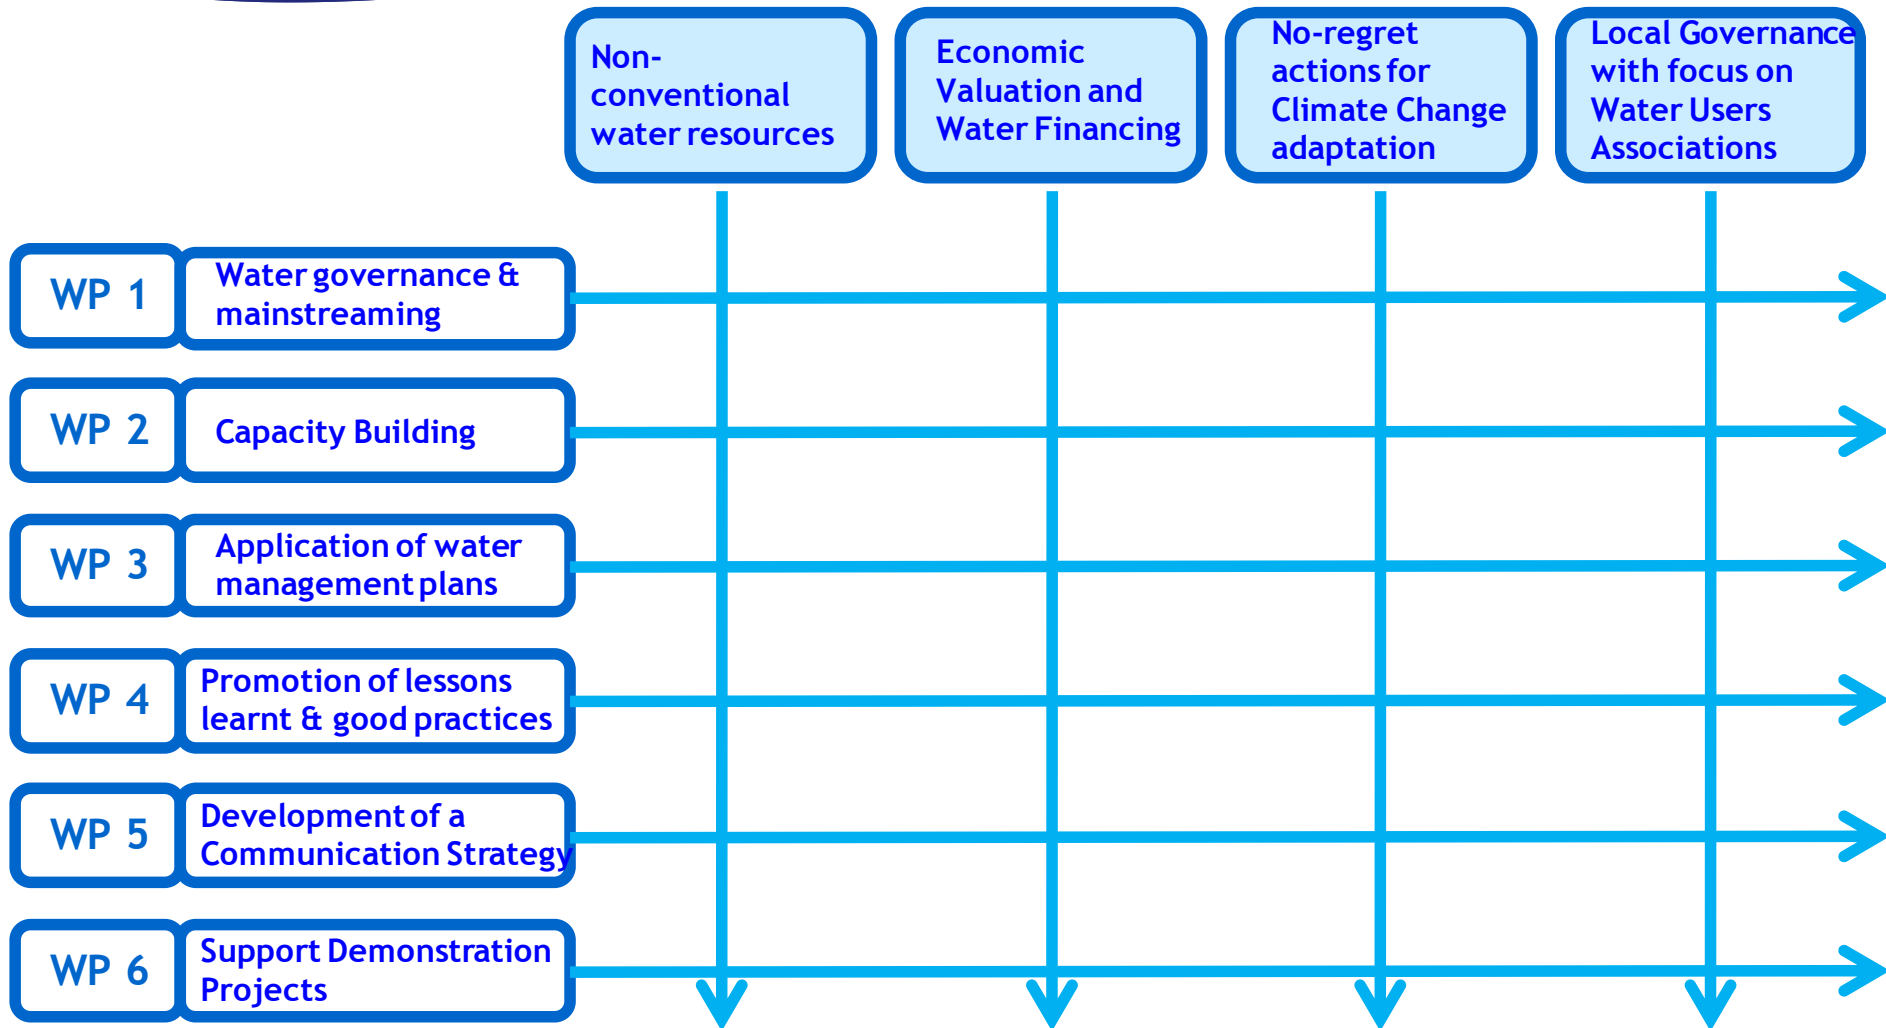 Non-
conventional
water resources
Economic
Valuation and
Water Financing
No-regret
actions for
Climate Change
adaptation
Local Governance
with focus on
Water Users
Associations
WP 1
Water governance &
mainstreaming
WP 2
Capacity Building
WP 3
Application of water
management plans
WP 4
Promotion of lessons
learnt & good practices
WP 5
Development of a
Communication Strategy
WP 6
Support Demonstration
Projects